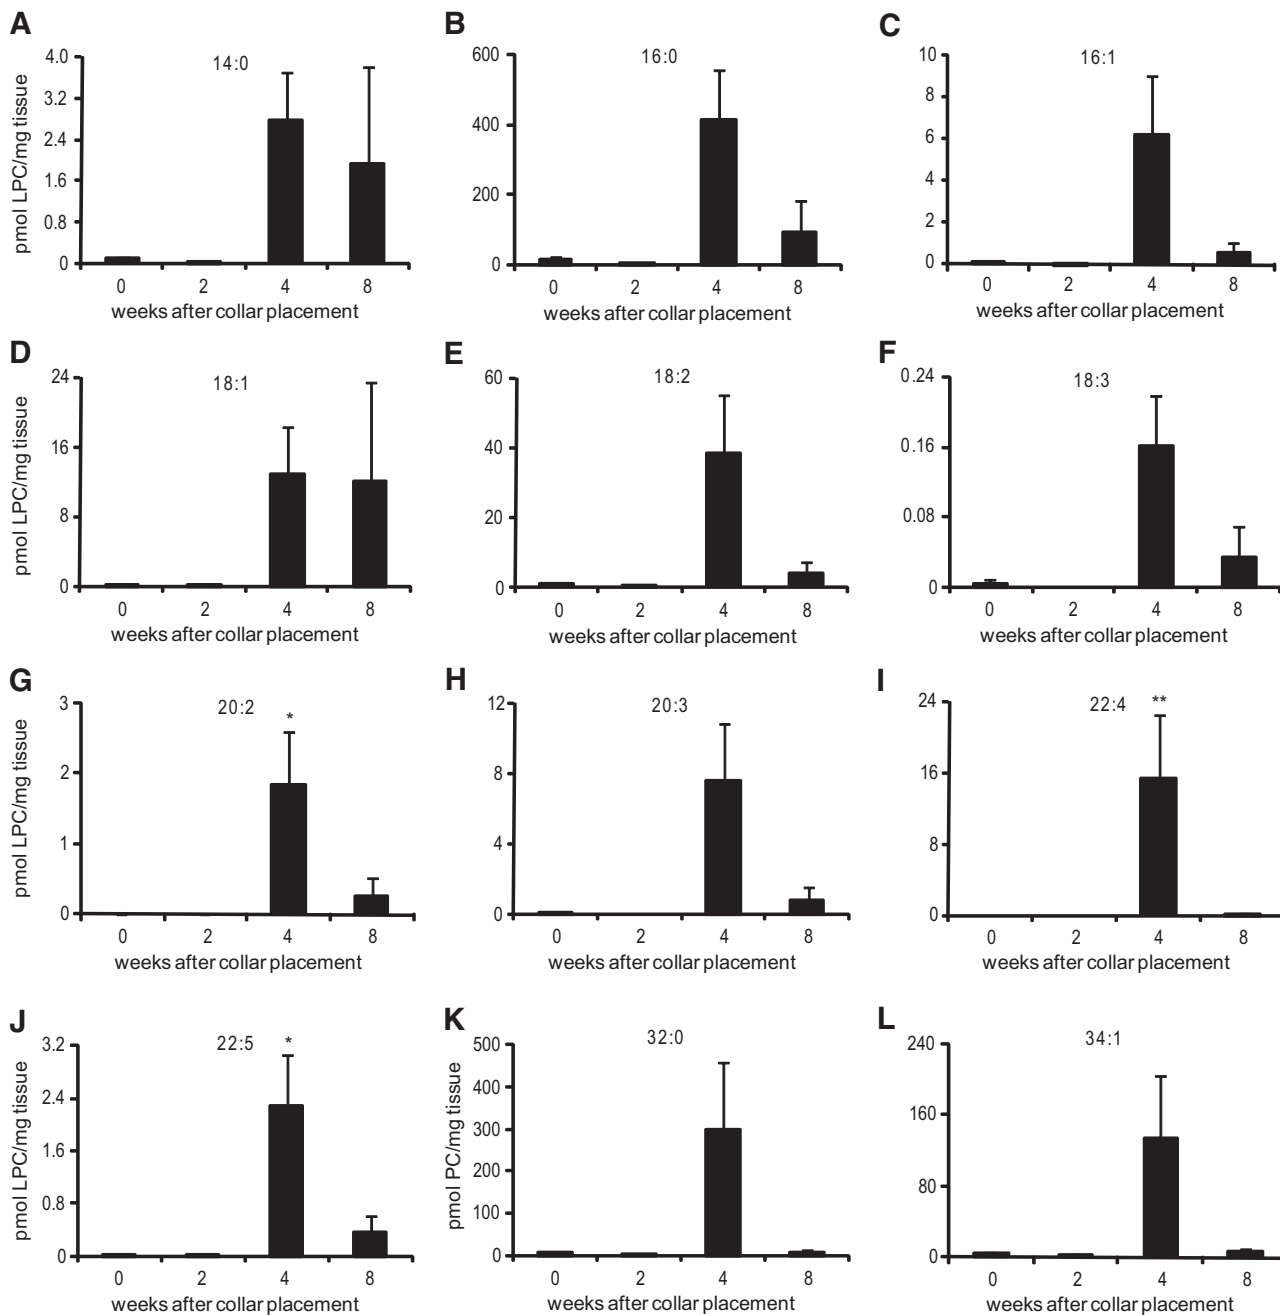 A
14:0
pmol LPC/mg tissue
4.0
3.2
2.4
1.6
0.8
0
0 2 4 8
weeks after collar placement
B
16:0
600
400
200
0
0 2 4 8
weeks after collar placement
C
16:1
10
8
6
4
2
0
0 2 4 8
weeks after collar placement
D
18:1
pmol LPC/mg tissue
24
16
8
0
0 2 4 8
weeks after collar placement
E
18:2
60
40
20
0
0 2 4 8
weeks after collar placement
F
18:3
0.24
0.16
0.08
0
0 2 4 8
weeks after collar placement
G
20:2
*
pmol LPC/mg tissue
3
2
1
0
0 2 4 8
weeks after collar placement
H
20:3
12
8
4
0
0 2 4 8
weeks after collar placement
I
22:4 **
24
16
8
0
0 2 4 8
weeks after collar placement
J
22:5 *
pmol LPC/mg tissue
3.2
2.4
1.6
0.8
0
0 2 4 8
weeks after collar placement
K
32:0
pmol PC/mg tissue
500
400
300
200
100
0
0 2 4 8
weeks after collar placement
L
34:1
240
160
80
0
0 2 4 8
weeks after collar placement